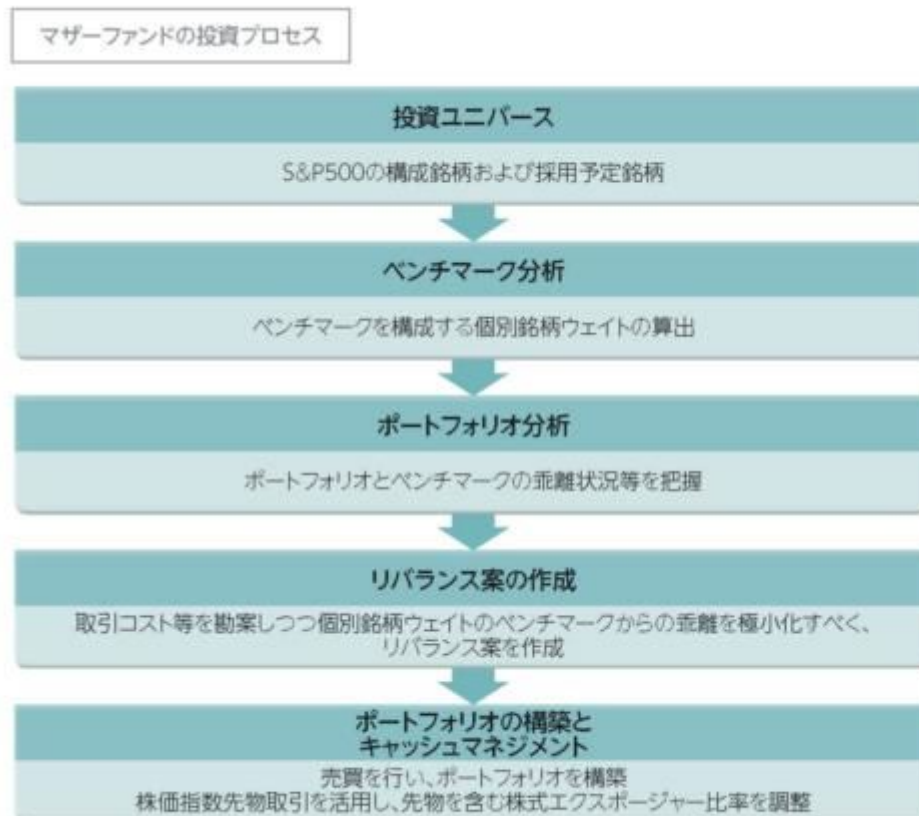 マザーファンドの投資プロセス
投資ユニバース
S&P500の構成銘柄および採用予定銘柄
ベンチマーク分析
ベンチマークを構成する個別銘柄ウェイトの算出
ポートフォリオ分析
ポートフォリオとベンチマークの乖離状況等を把握
リバランス案の作成
取引コスト等を勘案しつつ個別銘柄ウェイトのベンチマークからの乖離を極小化すべく、
リバランス案を作成
ポートフォリオの構築と
キャッシュマネジメント
売買を行い、ポートフォリオを構築
株価指数先物取引を活用し、先物を含む株式エクスポージャー比率を調整